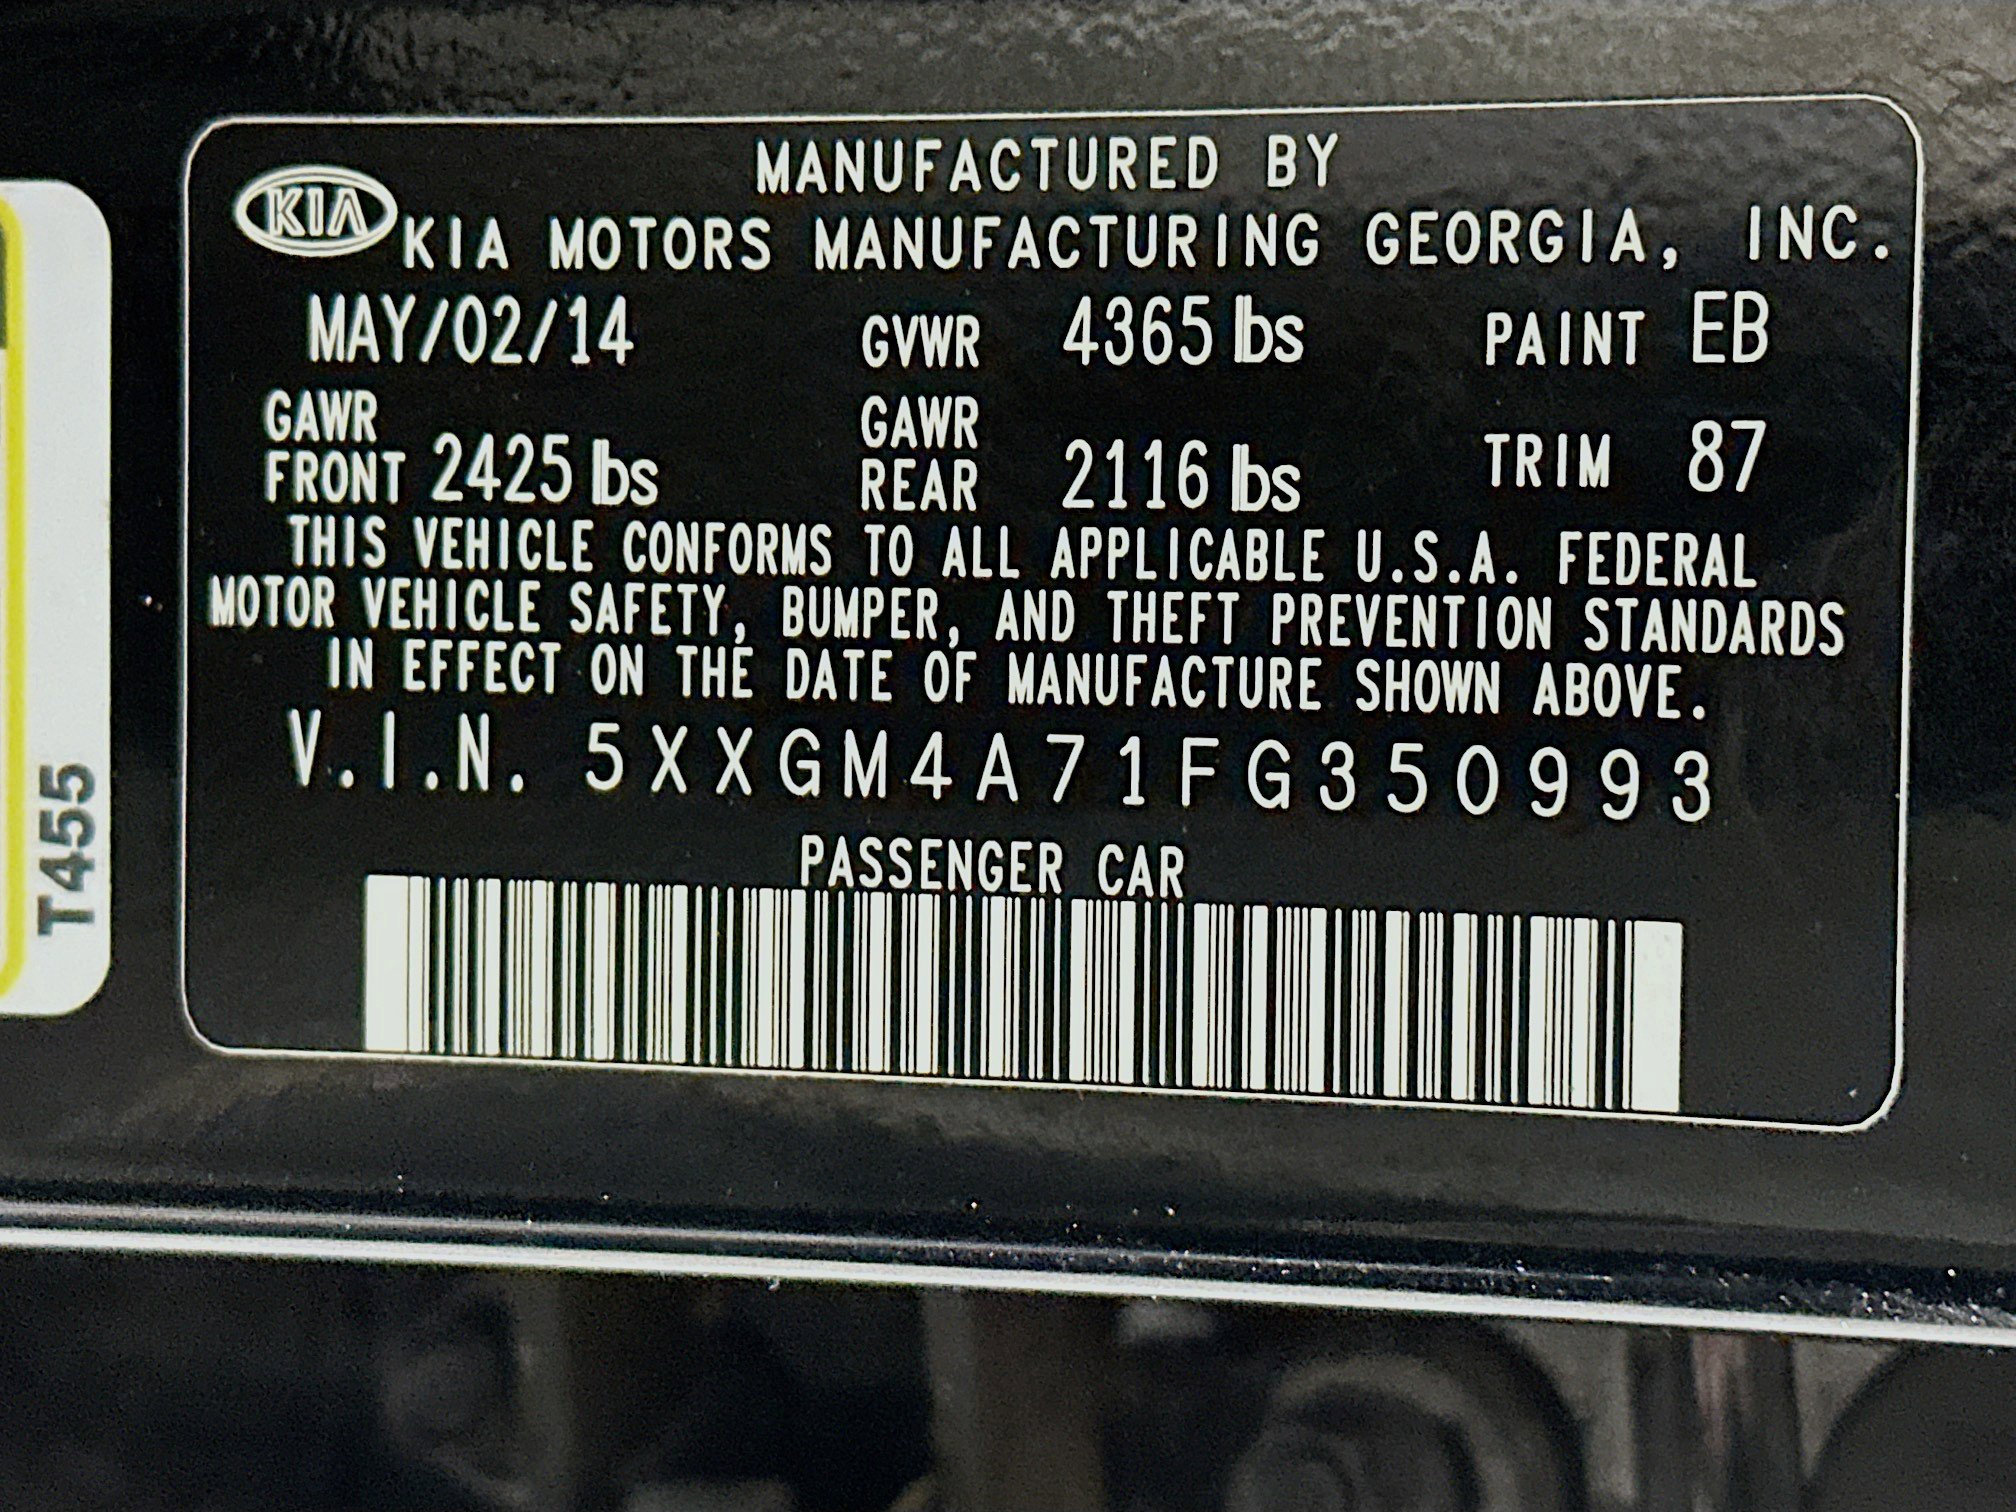 MANUFACTURED BY
KIA KIA MOTORS MANUFACTURING GEORGIA, INC.
MAY/02/14 GVWR 4365 lbs PAINT EB
GAWR FRONT 2425 lbs GAWR REAR 2116 lbs TRIM 87
THIS VEHICLE CONFORMS TO ALL APPLICABLE U.S.A. FEDERAL
MOTOR VEHICLE SAFETY, BUMPER, AND THEFT PREVENTION STANDARDS
IN EFFECT ON THE DATE OF MANUFACTURE SHOWN ABOVE.
V.I.N. 5XXGM4A71FG350993
PASSENGER CAR
T455